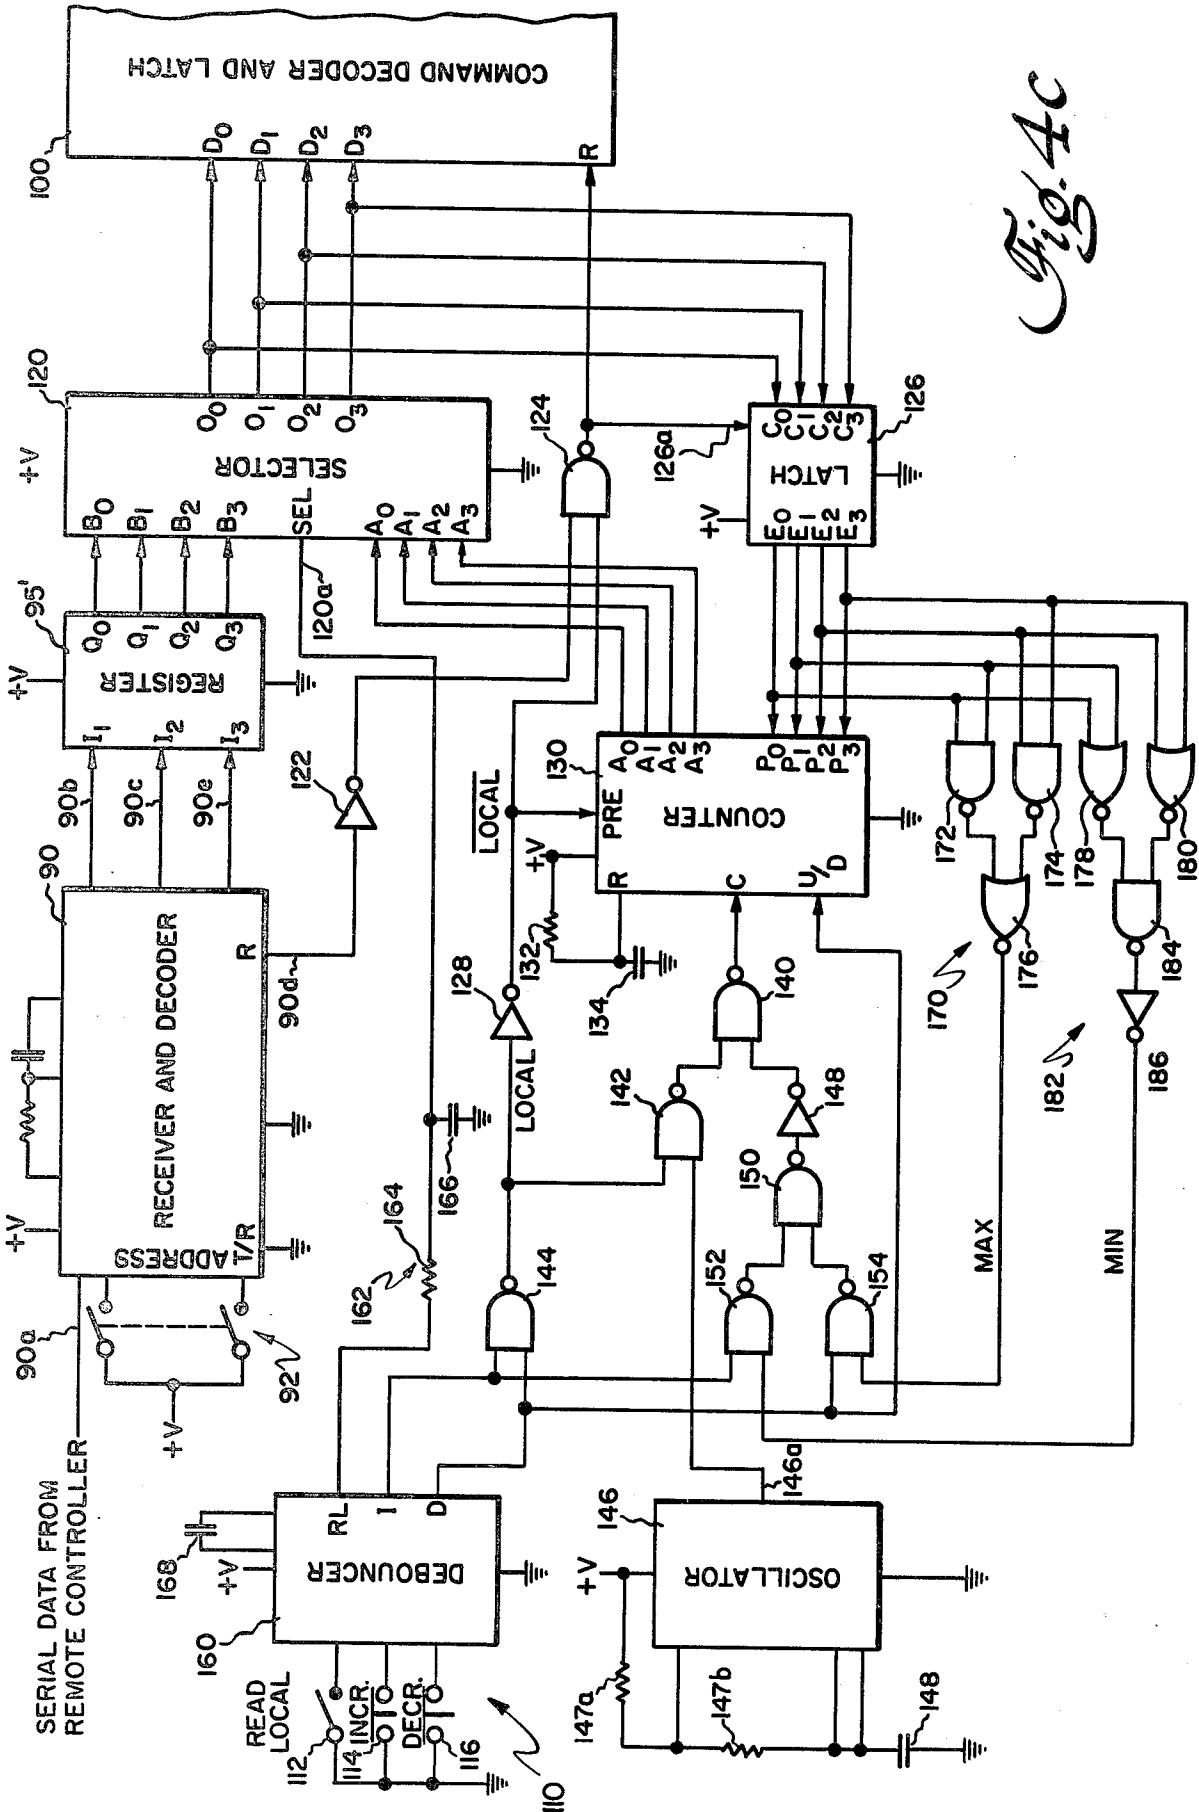 SERIAL DATA FROM
REMOTE CONTROLLER
90a
+V
92
+V
ADDRESS
T/R
RECEIVER AND DECODER
R
90
90b
90c
90e
90d
122
+V
I1
I2
I3
REGISTER
Q0
Q1
Q2
Q3
95'
B0
B1
B2
B3
SEL
A0
A1
A2
A3
SELECTOR
+V
O0
O1
O2
O3
120
120a
100
D0
D1
D2
D3
R
COMMAND DECODER AND LATCH
READ
LOCAL
112
INCR.
114
DECR.
116
110
160
168
+V
DEBOUNCER
RL
I
D
162
164
166
144
LOCAL
128
LOCAL
124
126a
+V
LATCH
C0
C1
C2
C3
E0
E1
E2
E3
126
132
134
+V
R
PRE
C
U/D
COUNTER
130
A0
A1
A2
A3
P0
P1
P2
P3
142
140
148
150
152
154
147a
147b
148
+V
OSCILLATOR
146
146a
MAX
MIN
170
176
172
174
178
180
182
184
186
Fig. 4c